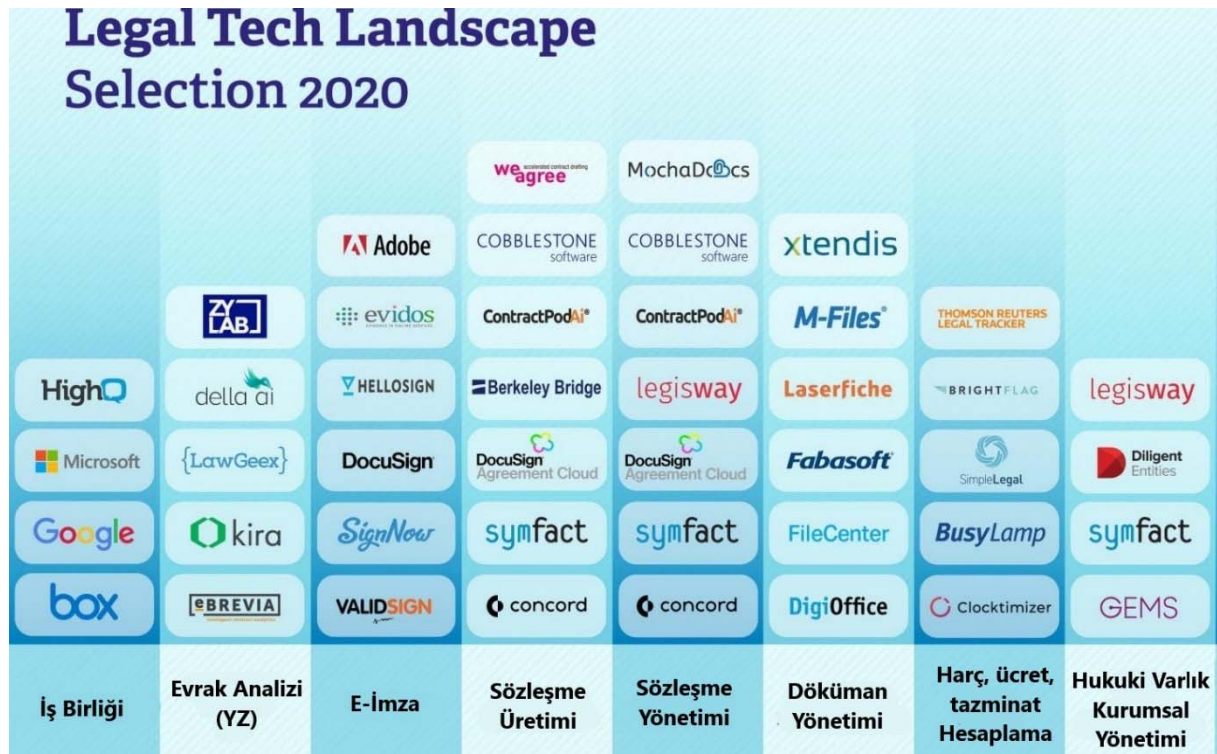 Legal Tech Landscape
Selection 2020
weagree
MochaDocs
Adobe
COBBLESTONE
software
COBBLESTONE
software
xtendis
ZY
LAB
evidos
ContractPodAi®
ContractPodAi®
M-Files®
THOMSON REUTERS
LEGAL TRACKER
HighQ
della ai
HELLOSIGN
Berkeley Bridge
legisway
Laserfiche
BRIGHTFLAG
legisway
Microsoft
{LawGeex}
DocuSign
DocuSign
Agreement Cloud
DocuSign
Agreement Cloud
Fabasoft
SimpleLegal
Diligent
Entities
Google
kira
SignNow
symfact
symfact
FileCenter
BusyLamp
symfact
box
eBREVIA
VALIDSIGN
concord
concord
DigiOffice
Clocktimizer
GEMS
İş Birliği
Evrak Analizi
(YZ)
E-İmza
Sözleşme
Üretimi
Sözleşme
Yönetimi
Döküman
Yönetimi
Harç, ücret,
tazminat
Hesaplama
Hukuki Varlık
Kurumsal
Yönetimi